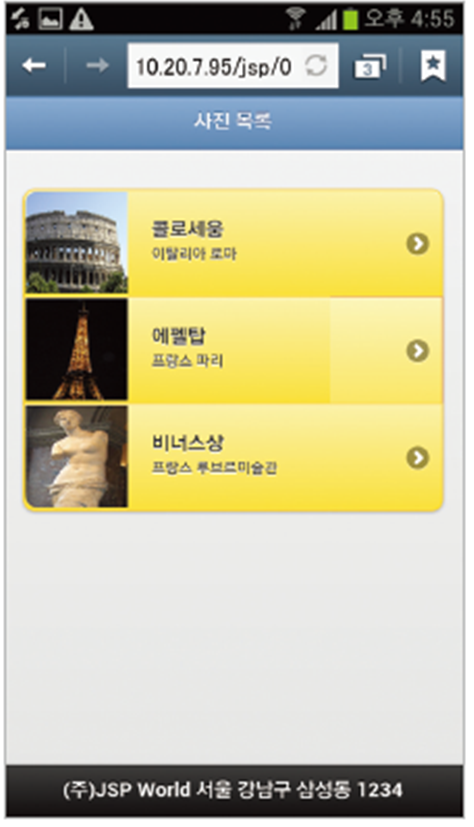 오후 4:55
10.20.7.95/jsp/0
3
사진 목록
콜로세움
이탈리아 로마
에펠탑
프랑스 파리
비너스상
프랑스 루브르미술관
(주)JSP World 서울 강남구 삼성동 1234